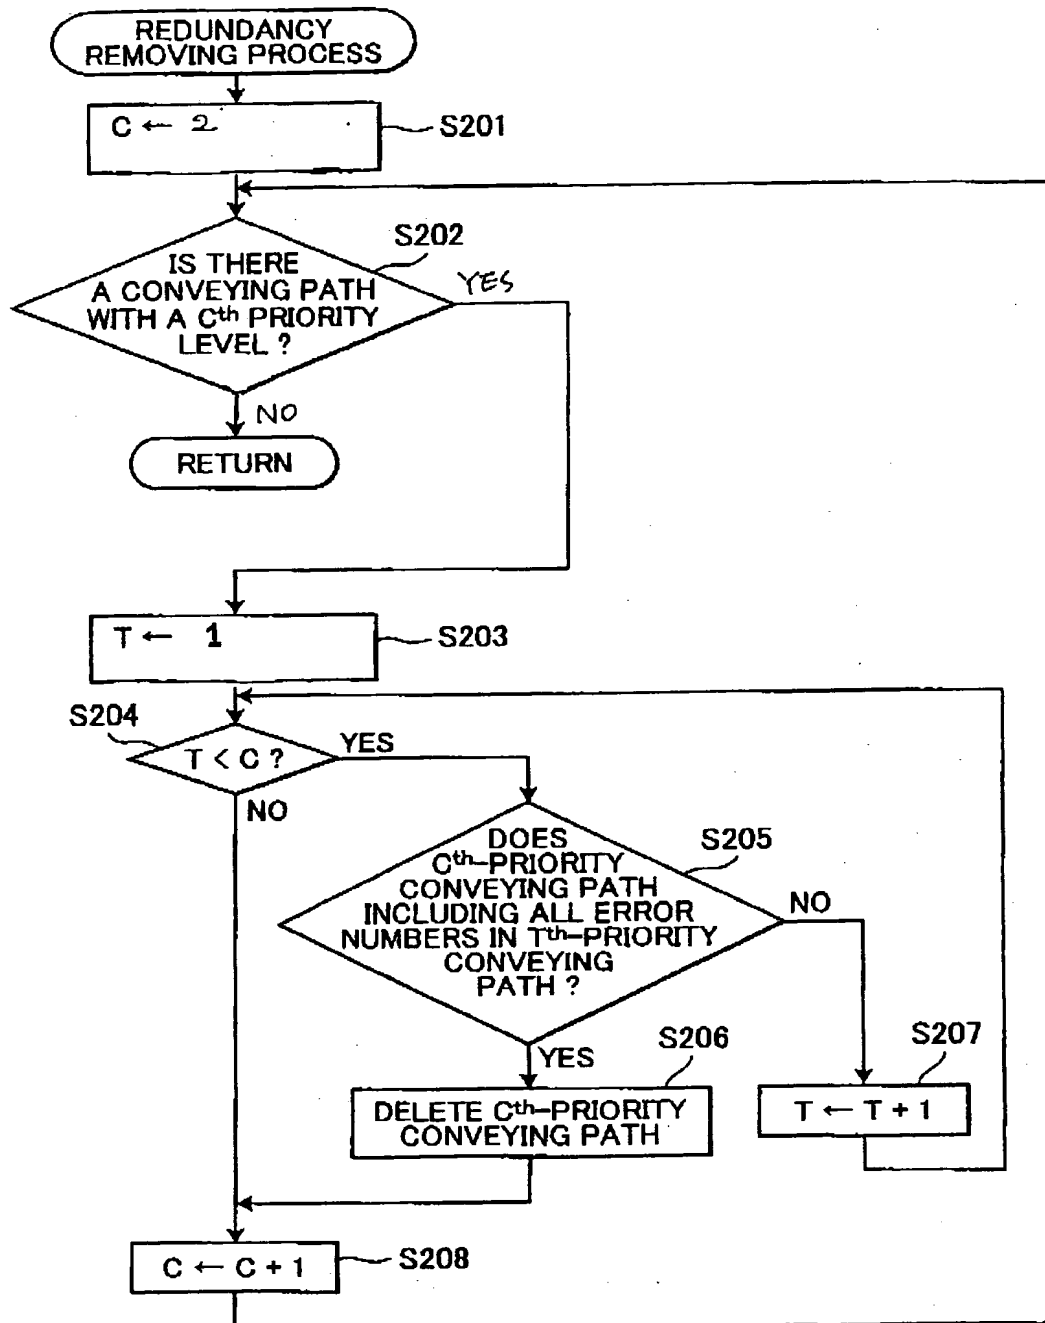 REDUNDANCY
REMOVING PROCESS
C ← 2
S201
S202
IS THERE
A CONVEYING PATH
WITH A Cth PRIORITY
LEVEL ?
YES
NO
RETURN
T ← 1
S203
S204
T < C ?
YES
NO
S205
DOES
Cth-PRIORITY
CONVEYING PATH
INCLUDING ALL ERROR
NUMBERS IN Tth-PRIORITY
CONVEYING
PATH ?
NO
YES
S206
DELETE Cth-PRIORITY
CONVEYING PATH
S207
T ← T + 1
C ← C + 1
S208